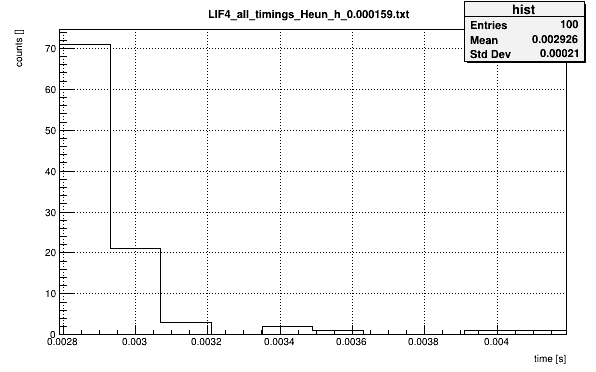 LIF4_all_timings_Heun_h_0.000159.txt
hist
Entries 100
Mean 0.002926
Std Dev 0.00021
counts []
70
60
50
40
30
20
10
0
0.0028 0.003 0.0032 0.0034 0.0036 0.0038 0.004
time [s]